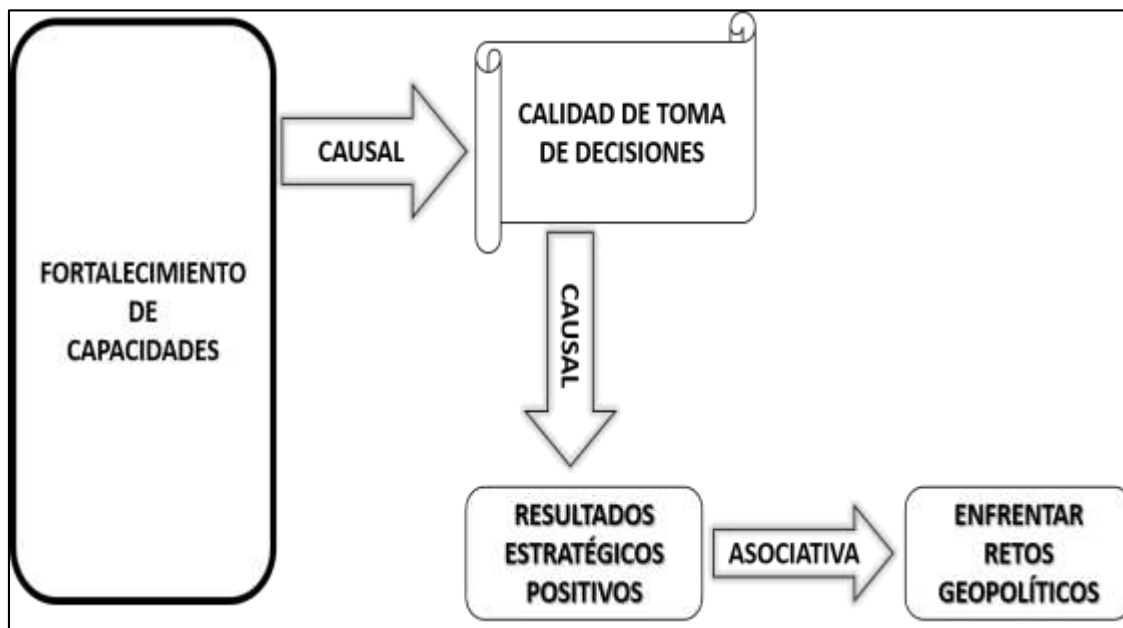 FORTALECIMIENTO
DE
CAPACIDADES
CAUSAL
CALIDAD DE TOMA
DE DECISIONES
CAUSAL
RESULTADOS
ESTRATÉGICOS
POSITIVOS
ASOCIATIVA
ENFRENTAR
RETOS
GEOPOLÍTICOS